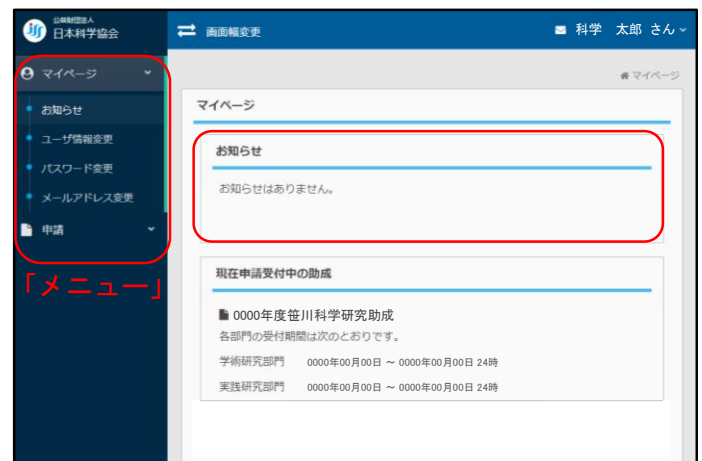 公益財団法人
日本科学協会
画面幅変更
科学 太郎 さん
マイページ
マイページ
お知らせ
ユーザ情報変更
パスワード変更
メールアドレス変更
申請
「メニュー」
マイページ
お知らせ
お知らせはありません。
現在申請受付中の助成
0000年度笹川科学研究助成
各部門の受付期間は次のとおりです。
学術研究部門 0000年00月00日 ～ 0000年00月00日 24時
実践研究部門 0000年00月00日 ～ 0000年00月00日 24時